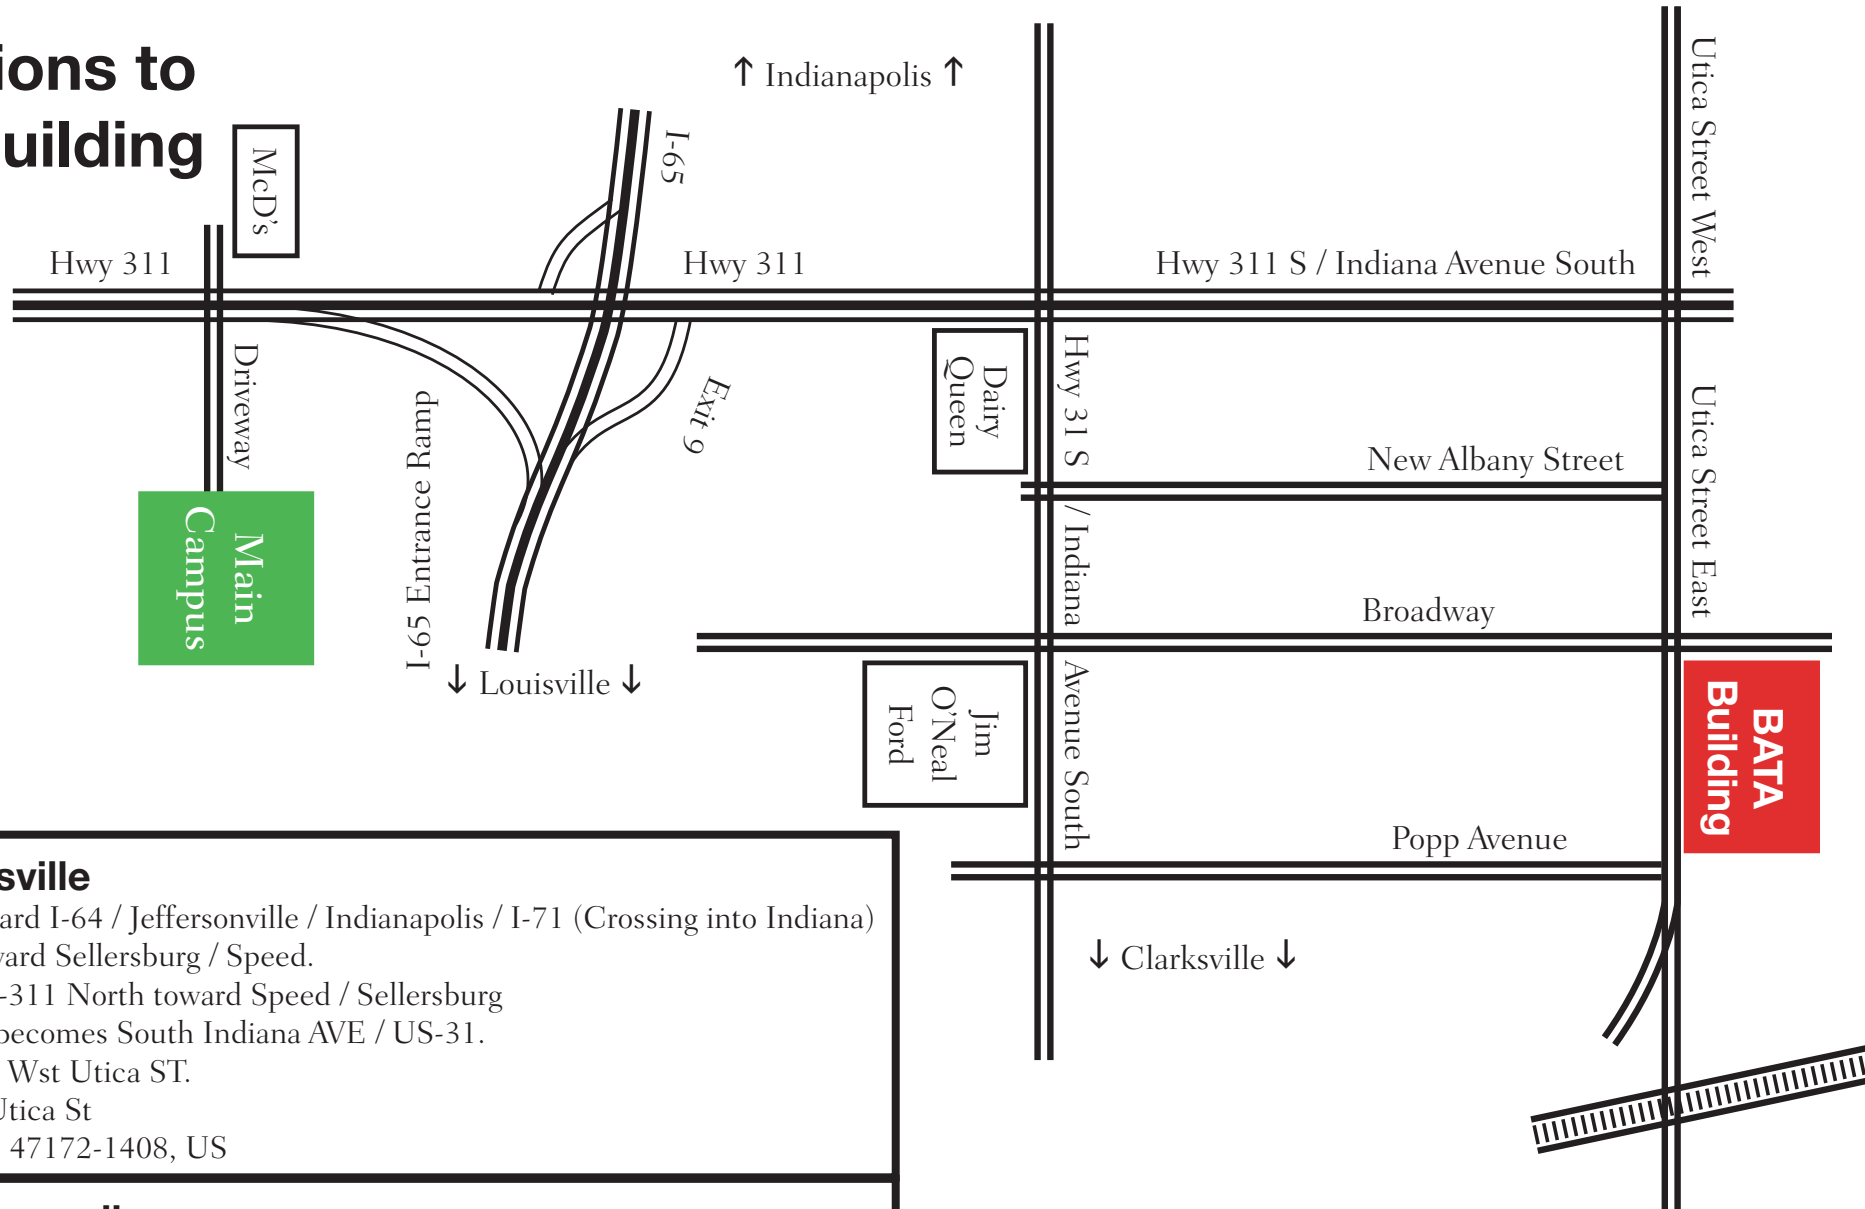 ions to
uilding
↑ Indianapolis ↑
McD's
I-65
Utica Street West
Hwy 311
Hwy 311
Hwy 311 S / Indiana Avenue South
Driveway
I-65 Entrance Ramp
Exit 9
Dairy
Queen
Hwy 31 S / Indiana Avenue South
Utica Street East
New Albany Street
Main
Campus
Broadway
↓ Louisville ↓
Jim
O'Neal
Ford
BATA
Building
Popp Avenue
↓ Clarksville ↓
sville
ard I-64 / Jeffersonville / Indianapolis / I-71 (Crossing into Indiana)
ward Sellersburg / Speed.
-311 North toward Speed / Sellersburg
becomes South Indiana AVE / US-31.
Wst Utica ST.
Utica St
47172-1408, US